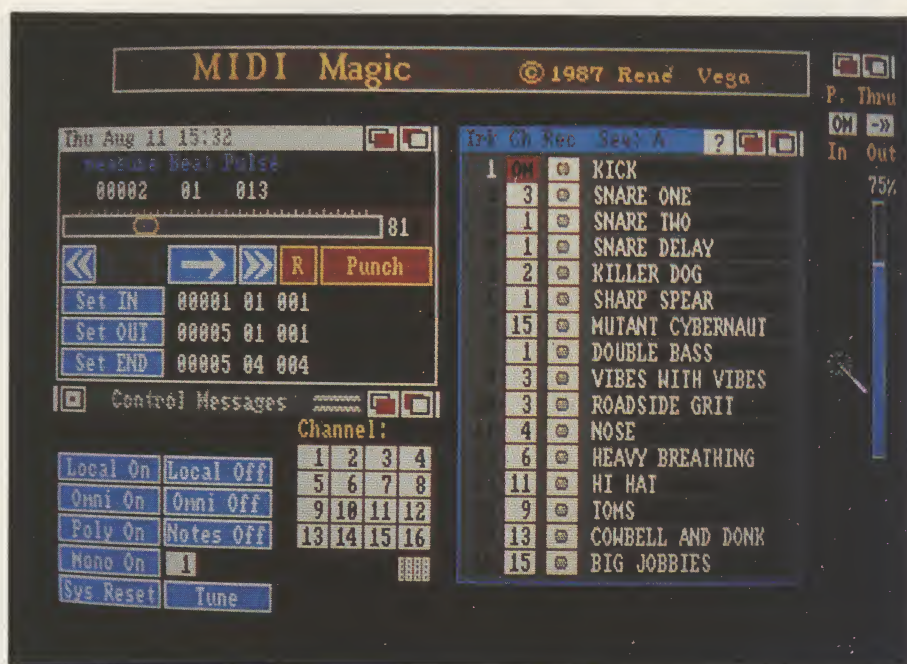 MIDI Magic © 1987 René Vega
P. Thru
ON
In Out
75%
Thu Aug 11 15:32
Measure Beat Pulse
00002 01 013
81
R Punch
Set IN 00001 01 001
Set OUT 00005 01 001
Set END 00005 04 004
Control Messages
Channel:
1 2 3 4
5 6 7 8
9 10 11 12
13 14 15 16
Local On Local Off
Omni On Omni Off
Poly On Notes Off
Mono On 1
Sys Reset Tune
Trk Ch Rec Seq: A ?
1 ON KICK
3 SNARE ONE
1 SNARE TWO
1 SNARE DELAY
2 KILLER DOG
1 SHARP SPEAR
15 MUTANT CYBERNAUT
1 DOUBLE BASS
3 VIBES WITH VIBES
3 ROADSIDE GRIT
4 NOSE
6 HEAVY BREATHING
11 HI HAT
9 TOMS
13 COWBELL AND DONK
15 BIG JOBBIES